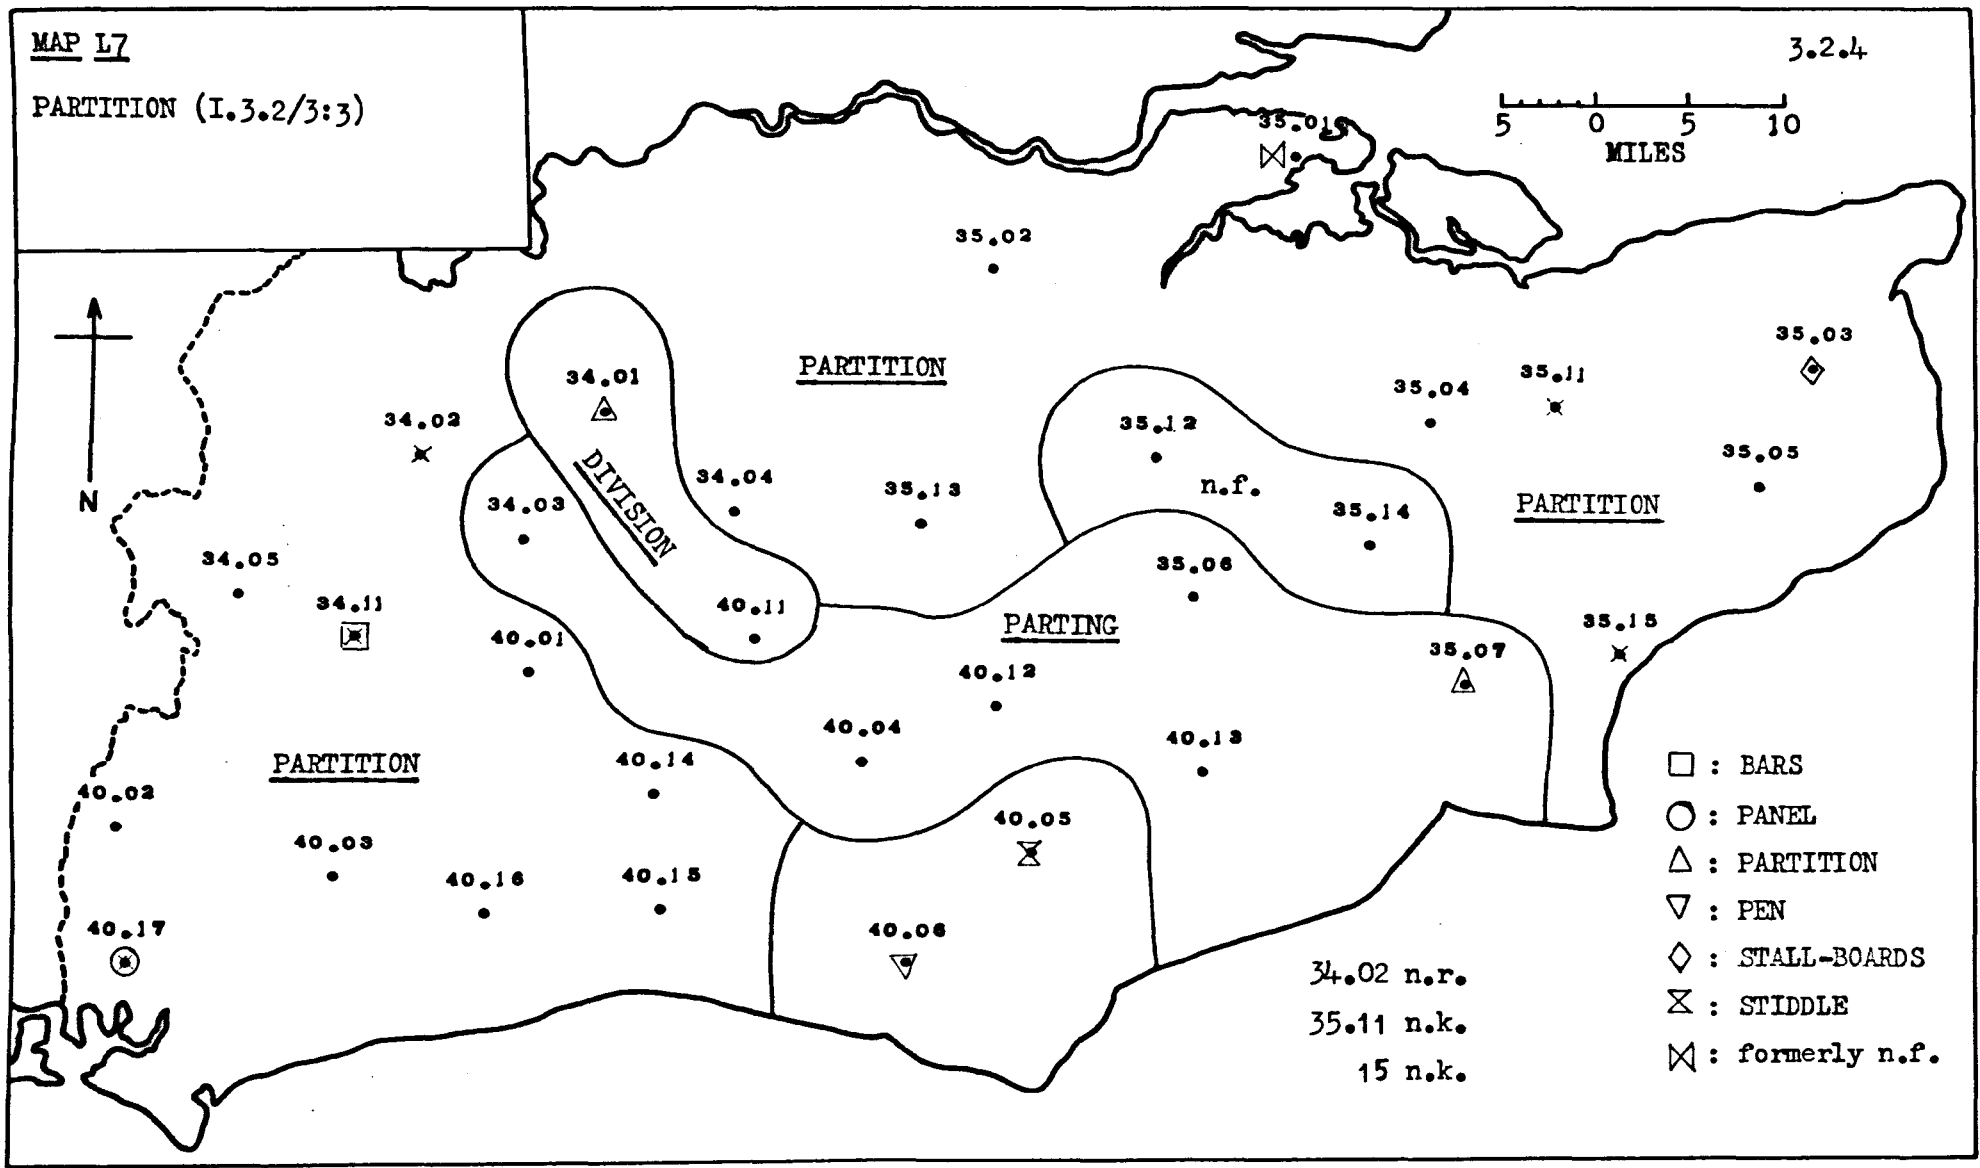 MAP L7
PARTITION (I.3.2/3:3)
3.2.4
5 0 5 10
MILES
35.01
35.02
35.03
34.01
PARTITION
35.04
35.11
34.02
35.12
35.05
34.04
35.13
n.f.
34.03
DIVISION
35.14
PARTITION
34.05
35.06
N
34.11
40.11
PARTING
35.15
40.01
35.07
40.12
40.04
40.13
PARTITION
40.14
40.02
40.05
40.03
40.16
40.15
40.17
40.06
□ : BARS
○ : PANEL
△ : PARTITION
▽ : PEN
◇ : STALL-BOARDS
: STIDDLE
: formerly n.f.
34.02 n.r.
35.11 n.k.
15 n.k.